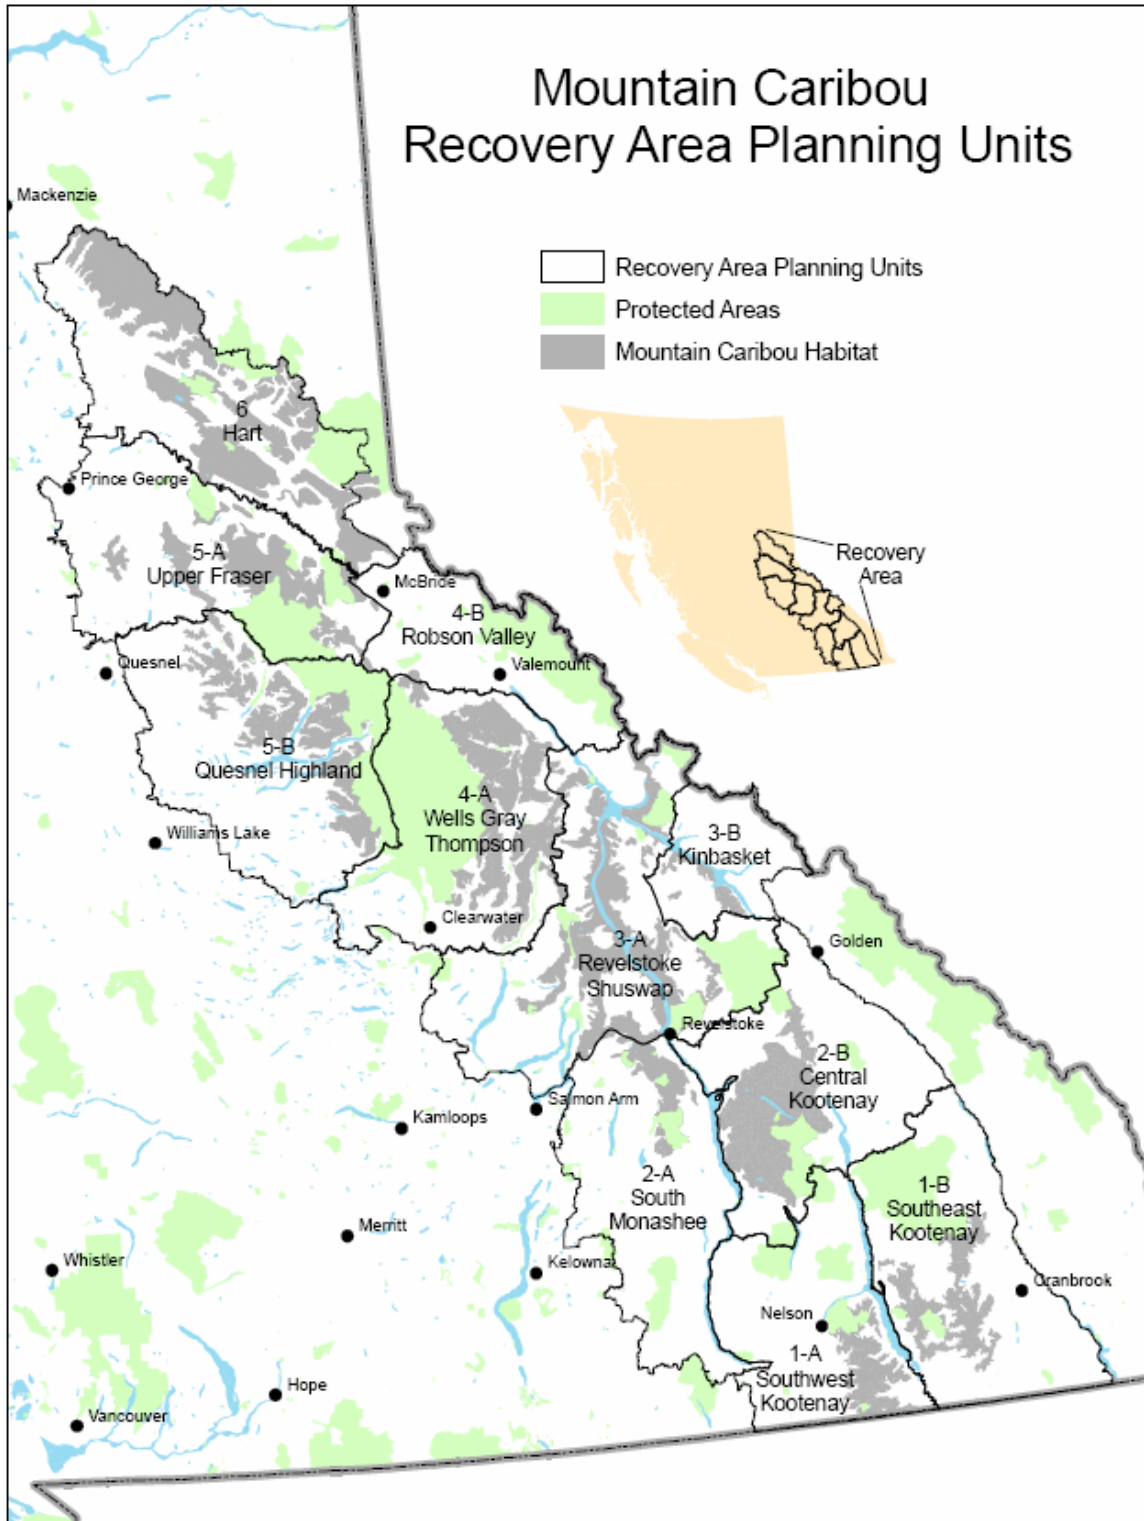 Mountain Caribou
Recovery Area Planning Units
Mackenzie
Recovery Area Planning Units
Protected Areas
Mountain Caribou Habitat
6
Hart
Prince George
5-A
Upper Fraser
Recovery
Area
McBride
4-B
Robson Valley
Quesnel
Valemount
5-B
Quesnel Highland
4-A
Wells Gray
Thompson
Williams Lake
3-B
Kinbasket
Clearwater
3-A
Revelstoke
Shuswap
Golden
Revelstoke
2-B
Central
Kootenay
Salmon Arm
Kamloops
2-A
South
Monashee
1-B
Southeast
Kootenay
Merritt
Whistler
Kelowna
Cranbrook
Nelson
1-A
Southwest
Kootenay
Hope
Vancouver